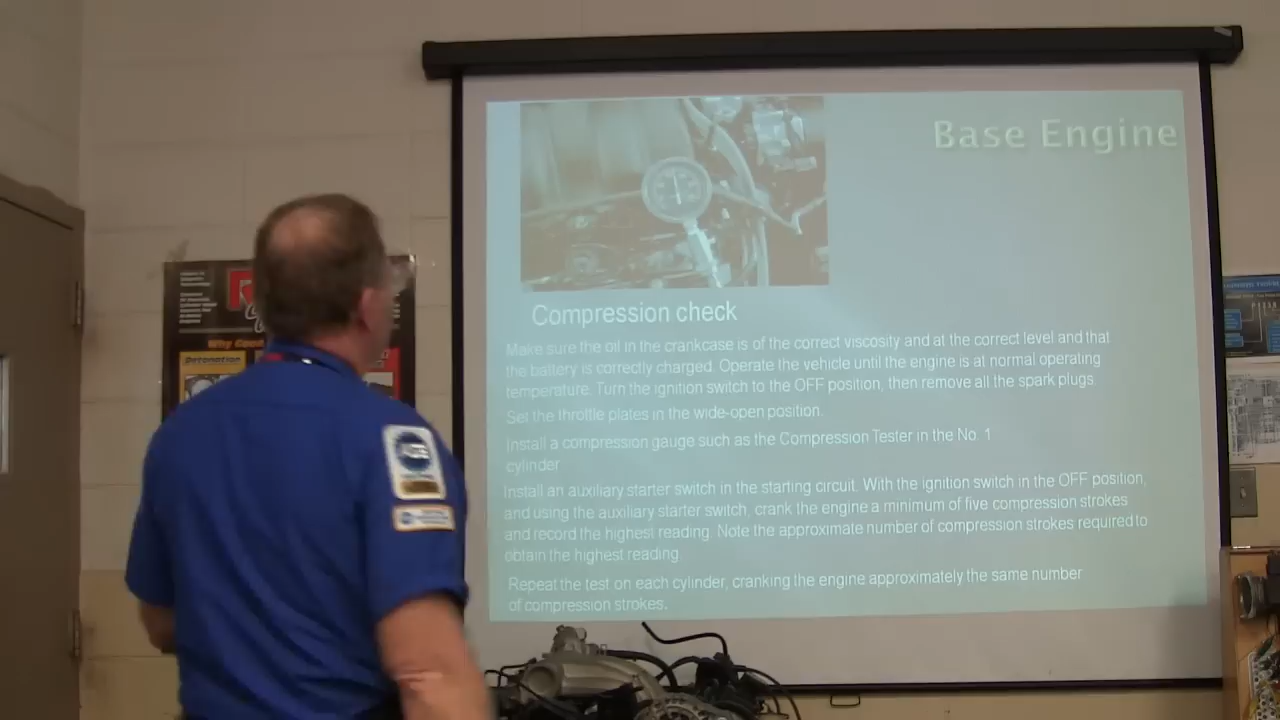 Base Engine
Compression check
Make sure the oil in the crankcase is of the correct viscosity and at the correct level and that
the battery is correctly charged. Operate the vehicle until the engine is at normal operating
temperature. Turn the ignition switch to the OFF position, then remove all the spark plugs.
Set the throttle plates in the wide-open position.
Install a compression gauge such as the Compression Tester in the No. 1
cylinder
Install an auxiliary starter switch in the starting circuit. With the ignition switch in the OFF position,
and using the auxiliary starter switch, crank the engine a minimum of five compression strokes
and record the highest reading. Note the approximate number of compression strokes required to
obtain the highest reading.
Repeat the test on each cylinder, cranking the engine approximately the same number
of compression strokes.
Why Good
Detonation